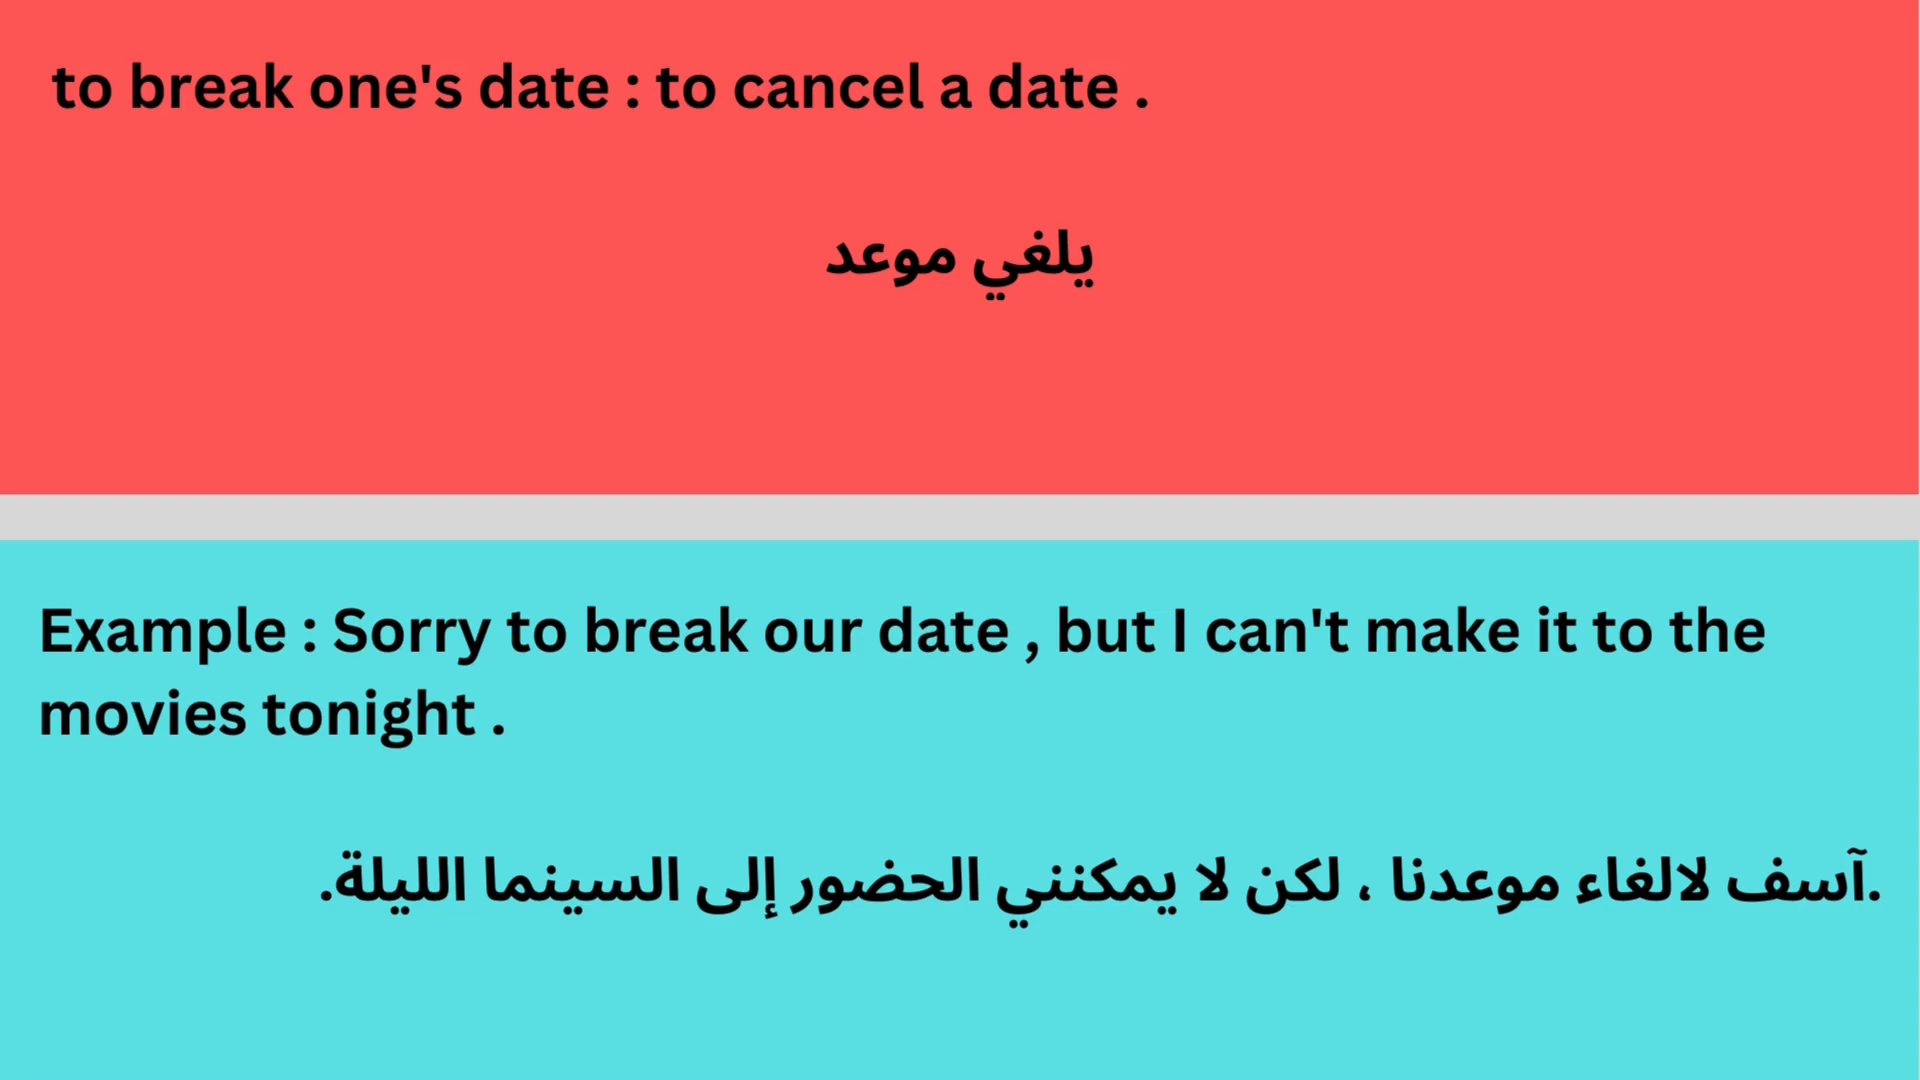 to break one's date : to cancel a date .
يلغي موعد
Example : Sorry to break our date , but I can't make it to the
movies tonight .
.آسف لالغاء موعدنا ، لكن لا يمكنني الحضور إلى السينما الليلة.